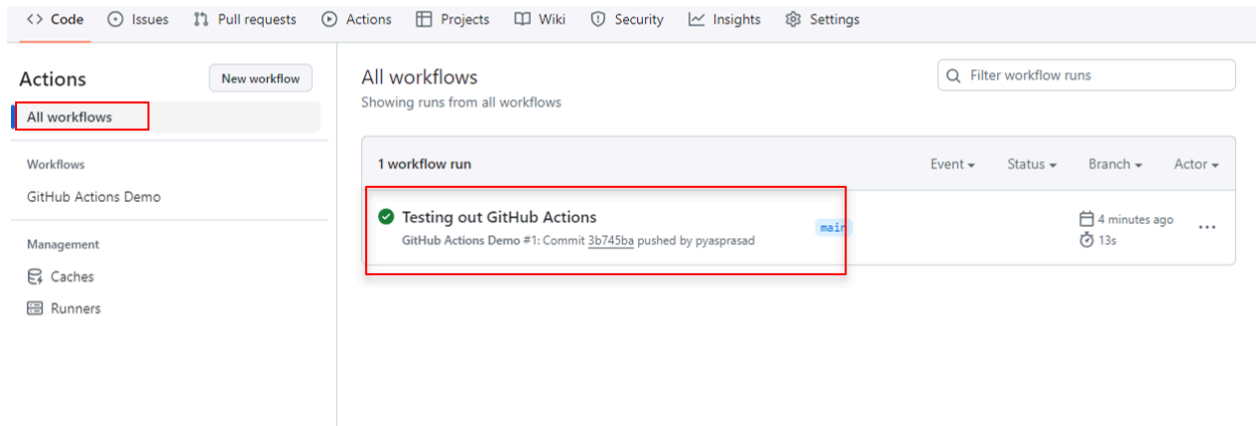 <> Code Issues Pull requests Actions Projects Wiki Security Insights Settings
Actions
New workflow
All workflows
Workflows
GitHub Actions Demo
Management
Caches
Runners
All workflows
Showing runs from all workflows
Filter workflow runs
1 workflow run
Event Status Branch Actor
Testing out GitHub Actions
GitHub Actions Demo #1: Commit 3b745ba pushed by pyasprasad
main
4 minutes ago
13s
...